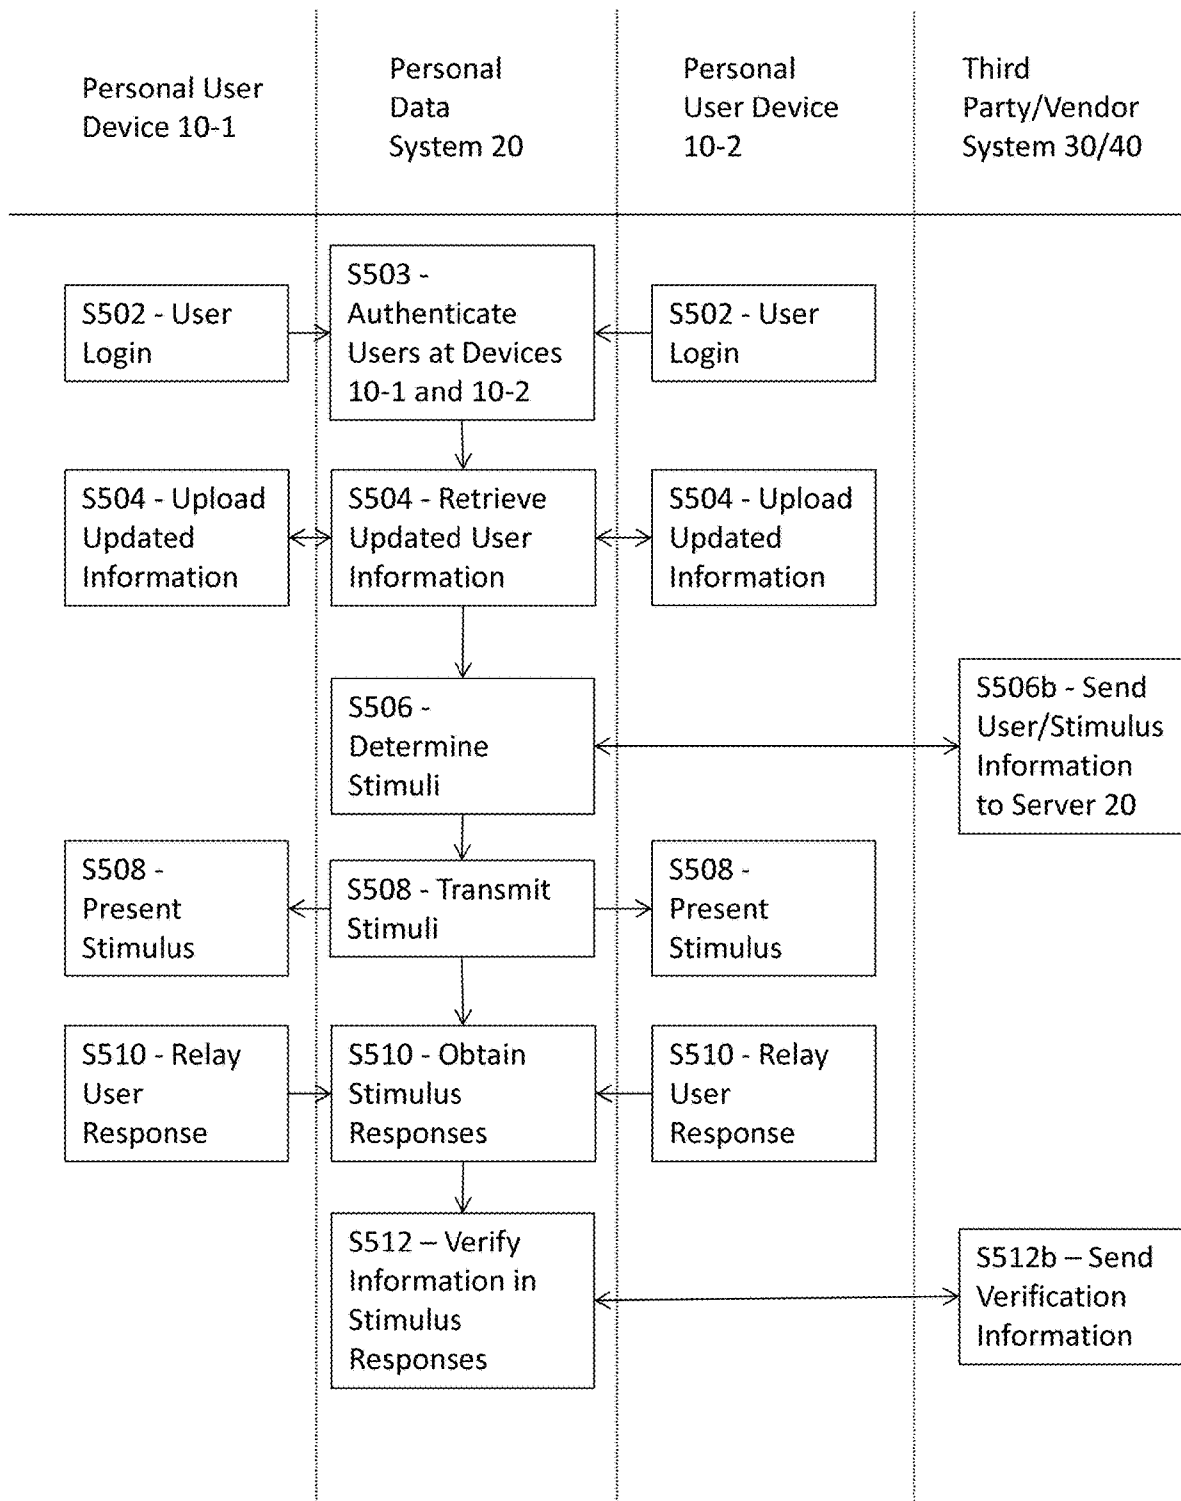 Personal User
Device 10-1
Personal
Data
System 20
Personal
User Device
10-2
Third
Party/Vendor
System 30/40
S502 - User
Login
S503 -
Authenticate
Users at Devices
10-1 and 10-2
S502 - User
Login
S504 - Upload
Updated
Information
S504 - Retrieve
Updated User
Information
S504 - Upload
Updated
Information
S506 -
Determine
Stimuli
S506b - Send
User/Stimulus
Information
to Server 20
S508 -
Present
Stimulus
S508 - Transmit
Stimuli
S508 -
Present
Stimulus
S510 - Relay
User
Response
S510 - Obtain
Stimulus
Responses
S510 - Relay
User
Response
S512 – Verify
Information in
Stimulus
Responses
S512b – Send
Verification
Information